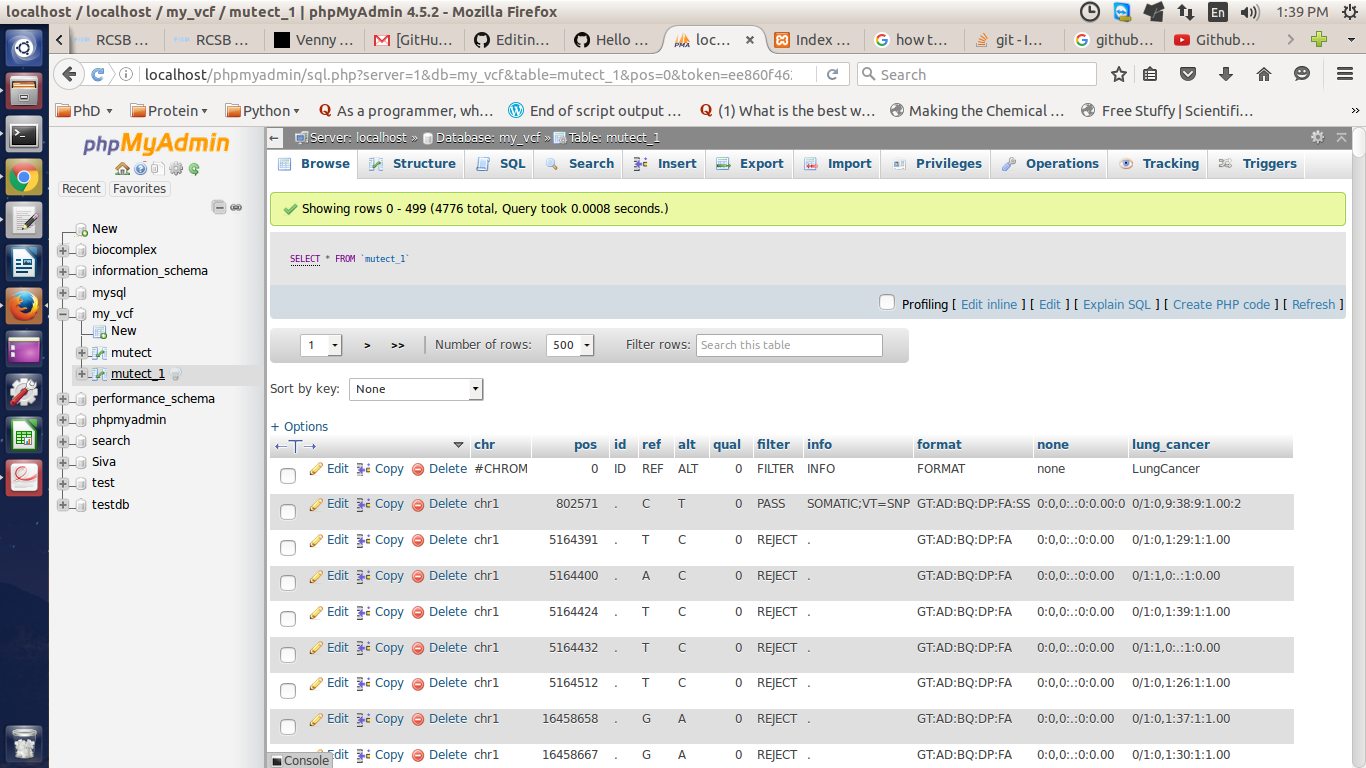 localhost / localhost / my_vcf / mutect_1 | phpMyAdmin 4.5.2 - Mozilla Firefox
En 1:39 PM
RCSB ... RCSB ... Venny ... [GitHu... Editin... Hello ... loc... Index ... how t... git - I... github... Github...
localhost/phpmyadmin/sql.php?server=1&db=my_vcf&table=mutect_1&pos=0&token=ee860f462
Search
PhD Protein Python As a programmer, wh... End of script output ... (1) What is the best w... Making the Chemical ... Free Stuffy | Scientifi...
phpMyAdmin
Recent Favorites
New
biocomplex
information_schema
mysql
my_vcf
New
mutect
mutect_1
performance_schema
phpmyadmin
search
Siva
test
testdb
Server: localhost » Database: my_vcf » Table: mutect_1
Browse Structure SQL Search Insert Export Import Privileges Operations Tracking Triggers
Showing rows 0 - 499 (4776 total, Query took 0.0008 seconds.)
SELECT * FROM `mutect_1`
Profiling [ Edit inline ] [ Edit ] [ Explain SQL ] [ Create PHP code ] [ Refresh ]
1 > >> Number of rows: 500 Filter rows: Search this table
Sort by key: None
+ Options
←T→ chr pos id ref alt qual filter info format none lung_cancer
Edit Copy Delete #CHROM 0 ID REF ALT 0 FILTER INFO FORMAT none LungCancer
Edit Copy Delete chr1 802571 . C T 0 PASS SOMATIC;VT=SNP GT:AD:BQ:DP:FA:SS 0:0,0:.:0:0.00:0 0/1:0,9:38:9:1.00:2
Edit Copy Delete chr1 5164391 . T C 0 REJECT . GT:AD:BQ:DP:FA 0:0,0:.:0:0.00 0/1:0,1:29:1:1.00
Edit Copy Delete chr1 5164400 . A C 0 REJECT . GT:AD:BQ:DP:FA 0:0,0:.:0:0.00 0/1:1,0:.:1:0.00
Edit Copy Delete chr1 5164424 . T C 0 REJECT . GT:AD:BQ:DP:FA 0:0,0:.:0:0.00 0/1:0,1:39:1:1.00
Edit Copy Delete chr1 5164432 . T C 0 REJECT . GT:AD:BQ:DP:FA 0:0,0:.:0:0.00 0/1:1,0:.:1:0.00
Edit Copy Delete chr1 5164512 . T C 0 REJECT . GT:AD:BQ:DP:FA 0:0,0:.:0:0.00 0/1:0,1:26:1:1.00
Edit Copy Delete chr1 16458658 . G A 0 REJECT . GT:AD:BQ:DP:FA 0:0,0:.:0:0.00 0/1:0,1:37:1:1.00
Edit Copy Delete chr1 16458667 . G A 0 REJECT . GT:AD:BQ:DP:FA 0:0,0:.:0:0.00 0/1:0,1:30:1:1.00
Console